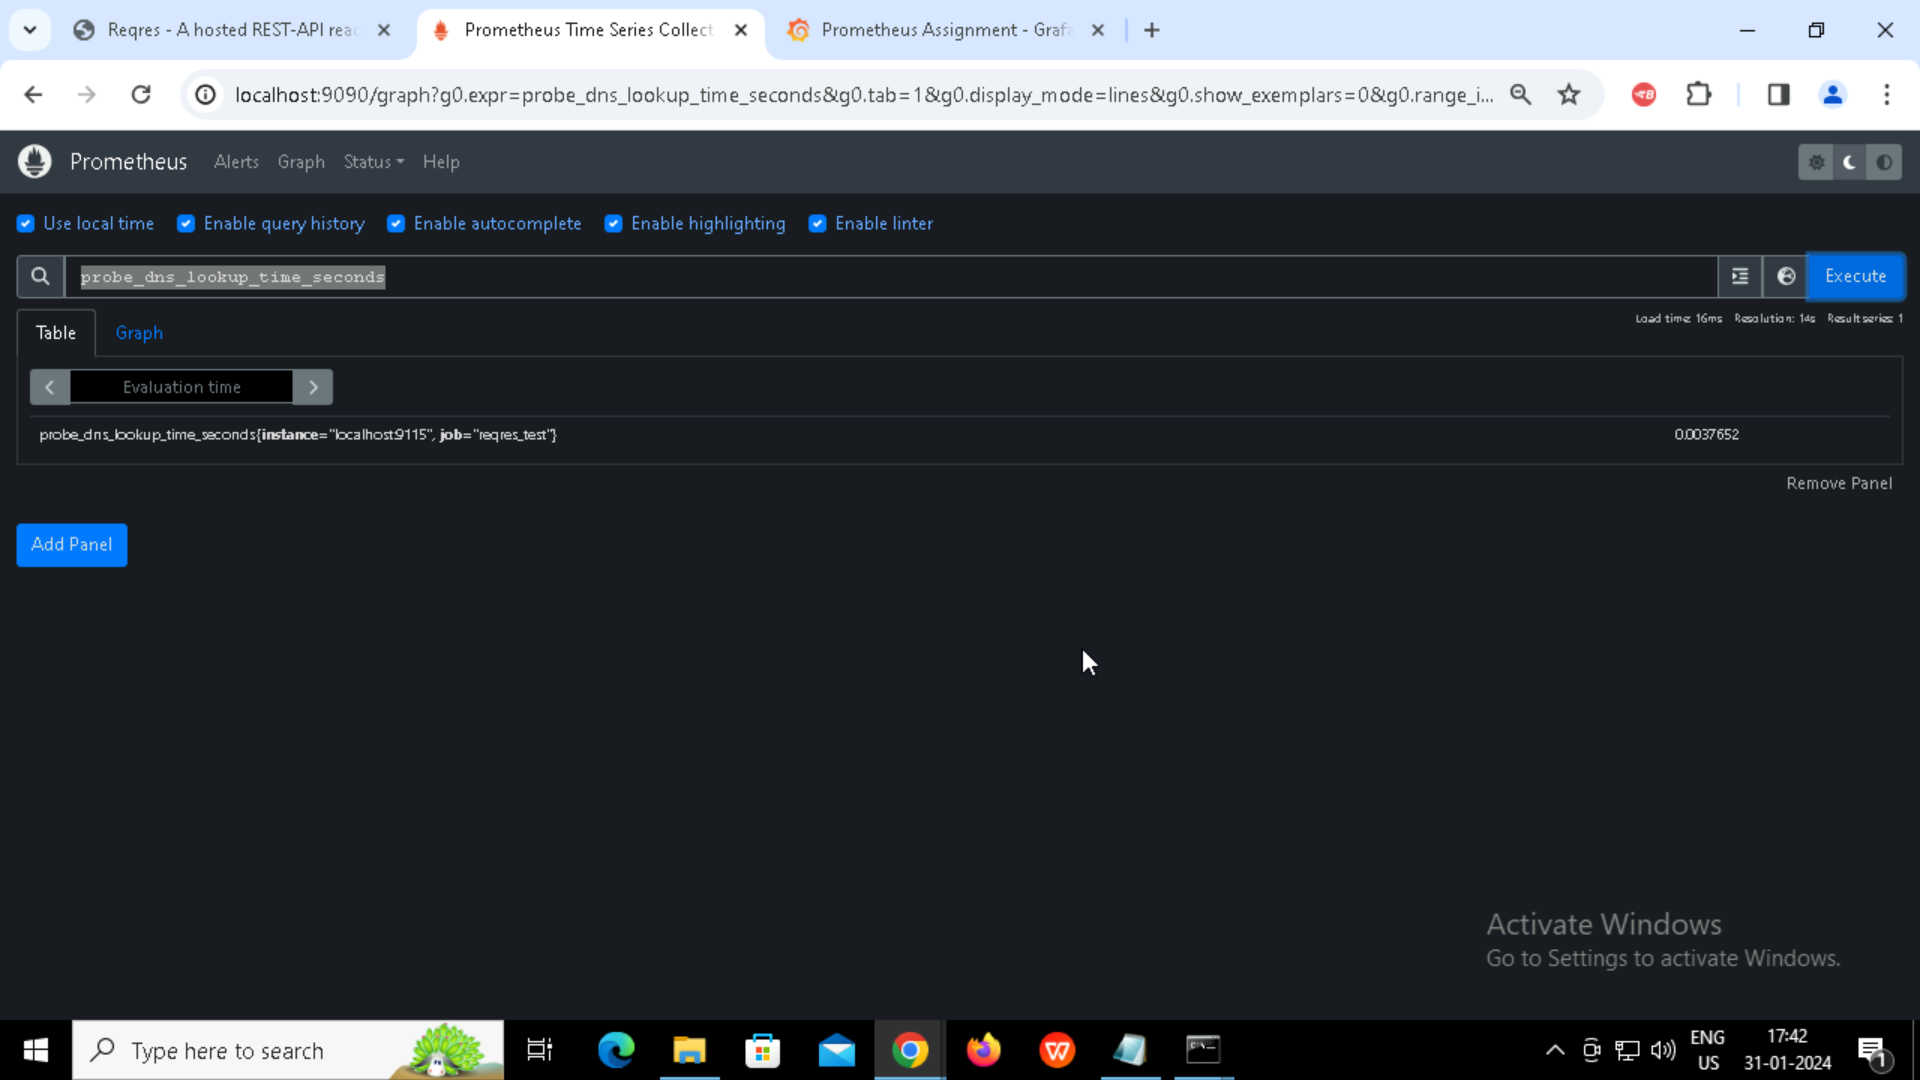 Reqres - A hosted REST-API rea
Prometheus Time Series Collect
Prometheus Assignment - Grafa
localhost:9090/graph?g0.expr=probe_dns_lookup_time_seconds&g0.tab=1&g0.display_mode=lines&g0.show_exemplars=0&g0.range_i...
Prometheus Alerts Graph Status Help
Use local time Enable query history Enable autocomplete Enable highlighting Enable linter
probe_dns_lookup_time_seconds
Execute
Load time: 16ms Resolution: 14s Result series: 1
Table Graph
Evaluation time
probe_dns_lookup_time_seconds{instance="localhost:9115", job="reqres_test"} 0.0037652
Remove Panel
Add Panel
Activate Windows
Go to Settings to activate Windows.
Type here to search
ENG
US
17:42
31-01-2024
1